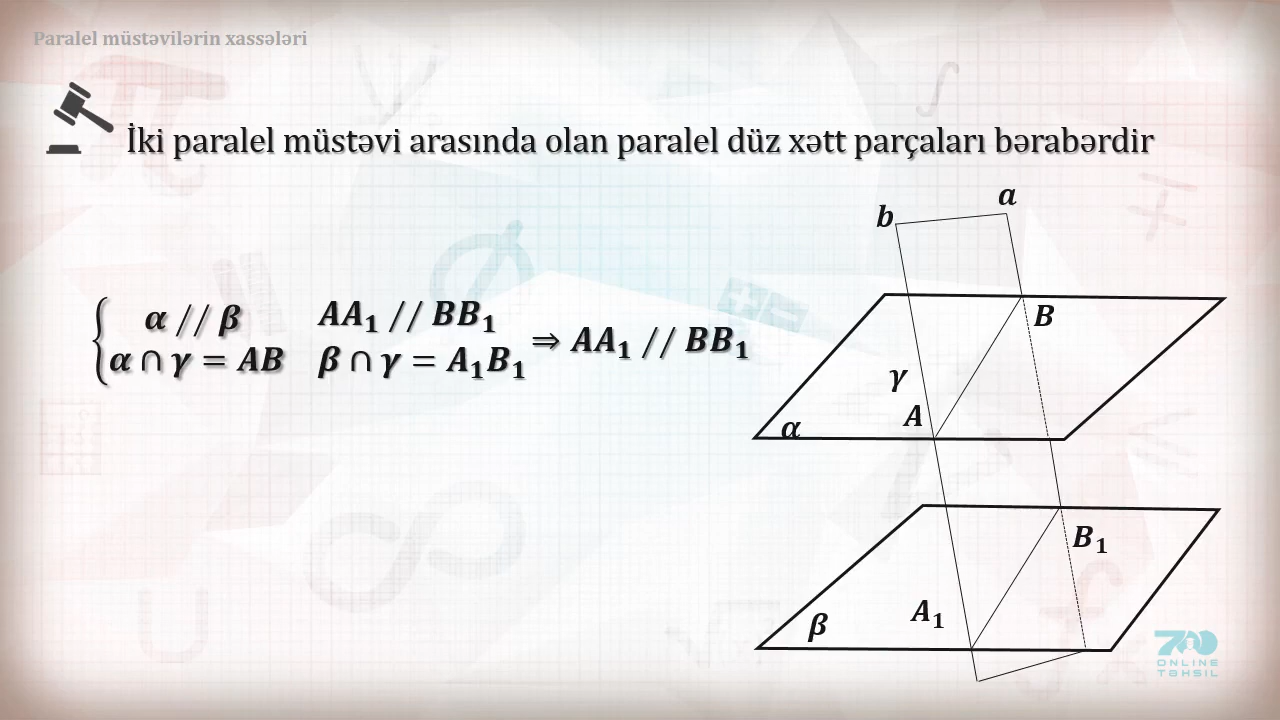 Paralel müstəvilərin xassələri
İki paralel müstəvi arasında olan paralel düz xətt parçaları bərabərdir
b
a
α // β AA₁ // BB₁
⇒ AA₁ // BB₁
α ∩ γ = AB β ∩ γ = A₁B₁
B
γ
A
α
B₁
A₁
β
700
ONLINE
TƏHSİL